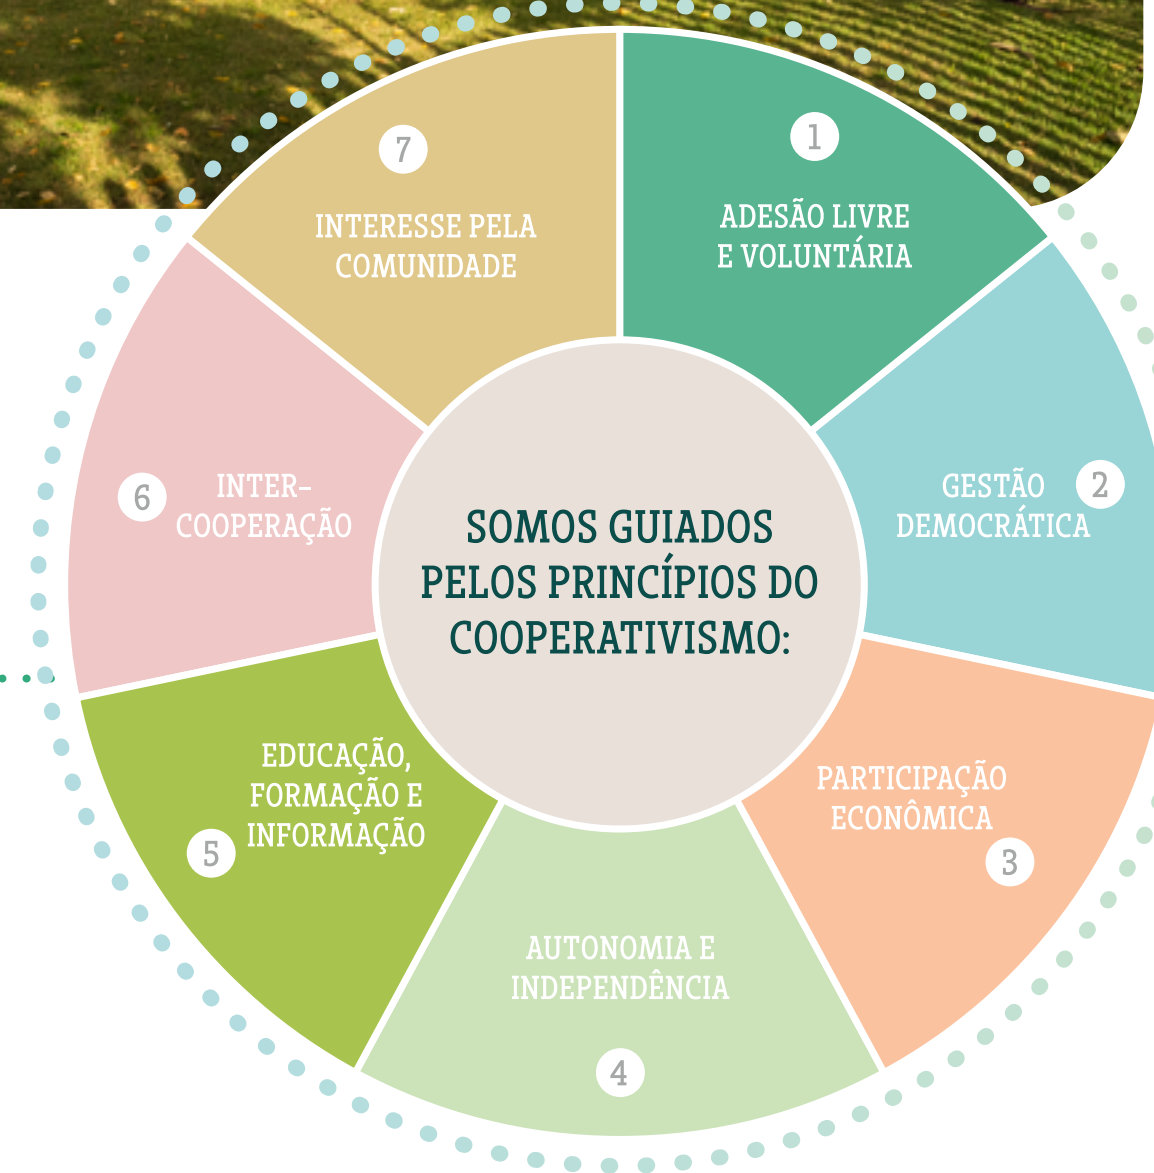 SOMOS GUIADOS
PELOS PRINCÍPIOS DO
COOPERATIVISMO:
1
ADESÃO LIVRE
E VOLUNTÁRIA
2
GESTÃO
DEMOCRÁTICA
PARTICIPAÇÃO
ECONÔMICA
3
AUTONOMIA E
INDEPENDÊNCIA
4
EDUCAÇÃO,
FORMAÇÃO E
INFORMAÇÃO
5
6
INTER–
COOPERAÇÃO
7
INTERESSE PELA
COMUNIDADE